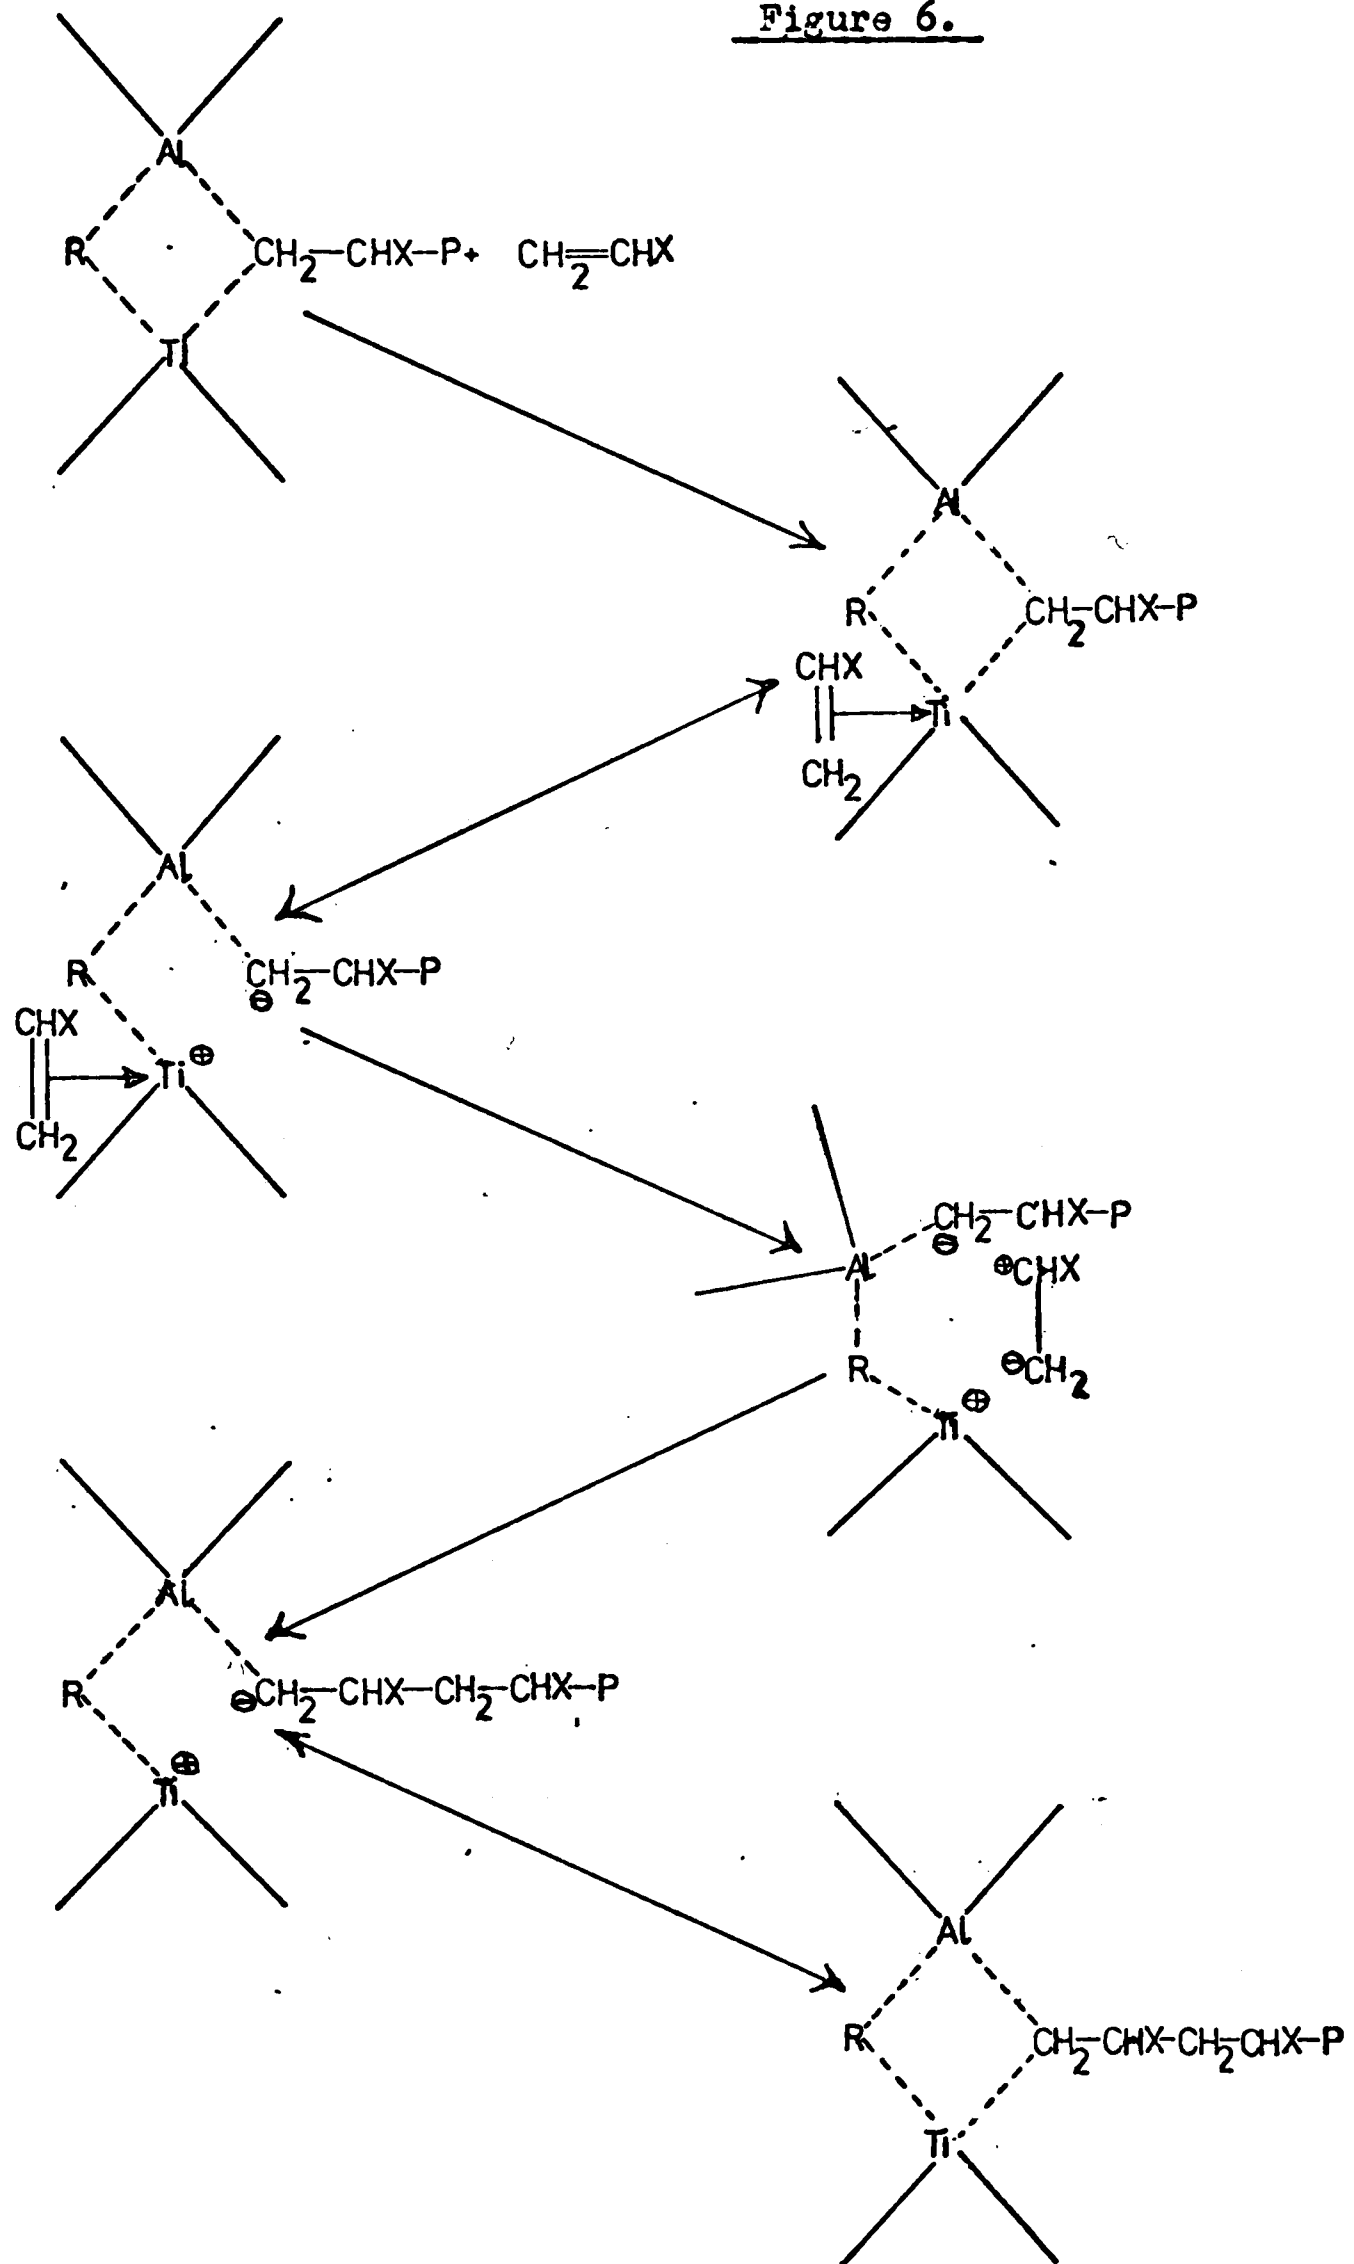 Figure 6.
Al
R CH2—CHX—P+ CH2=CHX
Ti
Al
R CH2—CHX—P
CHX
Ti
CH2
Al
R CH2—CHX—P
⊖
CHX
Ti⊕
CH2
CH2—CHX—P
⊖
Al ⊕CHX
R ⊖CH2
Ti⊕
Al
R ⊖CH2—CHX—CH2—CHX—P
Ti⊕
Al
R CH2—CHX—CH2—CHX—P
Ti